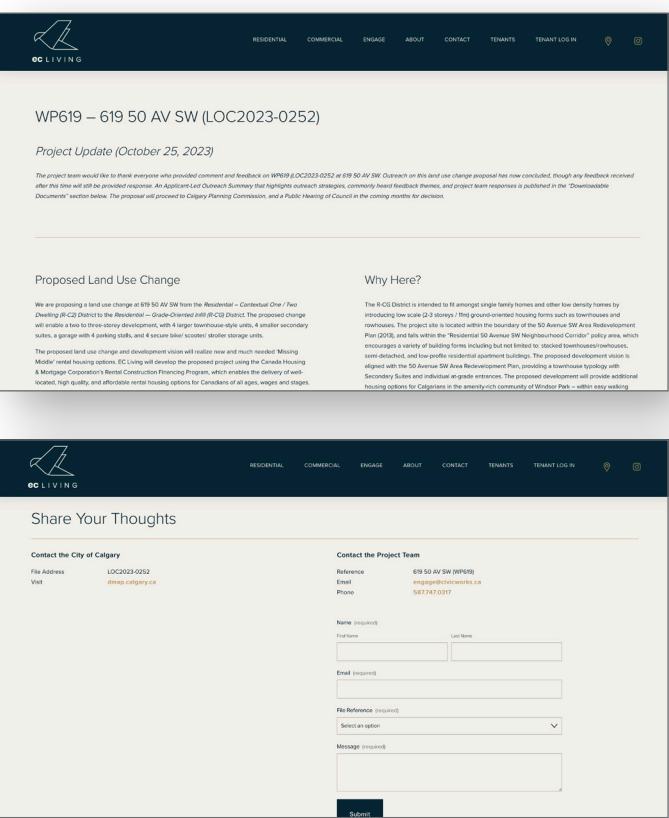 RESIDENTIAL COMMERCIAL ENGAGE ABOUT CONTACT TENANTS TENANT LOG IN
ec LIVING
WP619 – 619 50 AV SW (LOC2023-0252)
Project Update (October 25, 2023)
The project team would like to thank everyone who provided comment and feedback on WP619 (LOC2023-0252 at 619 50 AV SW. Outreach on this land use change proposal has now concluded, though any feedback received
after this time will still be provided response. An Applicant-Led Outreach Summary that highlights outreach strategies, commonly heard feedback themes, and project team responses is published in the "Downloadable
Documents" section below. The proposal will proceed to Calgary Planning Commission, and a Public Hearing of Council in the coming months for decision.
Proposed Land Use Change
We are proposing a land use change at 619 50 AV SW from the Residential – Contextual One / Two
Dwelling (R-C2) District to the Residential — Grade-Oriented Infill (R-CG) District. The proposed change
will enable a two to three-storey development, with 4 larger townhouse-style units, 4 smaller secondary
suites, a garage with 4 parking stalls, and 4 secure bike/ scooter/ stroller storage units.
The proposed land use change and development vision will realize new and much needed 'Missing
Middle' rental housing options. EC Living will develop the proposed project using the Canada Housing
& Mortgage Corporation's Rental Construction Financing Program, which enables the delivery of well-
located, high quality, and affordable rental housing options for Canadians of all ages, wages and stages.
Why Here?
The R-CG District is intended to fit amongst single family homes and other low density homes by
introducing low scale (2-3 storeys / 11m) ground-oriented housing forms such as townhouses and
rowhouses. The project site is located within the boundary of the 50 Avenue SW Area Redevelopment
Plan (2013), and falls within the "Residential 50 Avenue SW Neighbourhood Corridor" policy area, which
encourages a variety of building forms including but not limited to: stacked townhouses/rowhouses,
semi-detached, and low-profile residential apartment buildings. The proposed development vision is
aligned with the 50 Avenue SW Area Redevelopment Plan, providing a townhouse typology with
Secondary Suites and individual at-grade entrances. The proposed development will provide additional
housing options for Calgarians in the amenity-rich community of Windsor Park – within easy walking
RESIDENTIAL COMMERCIAL ENGAGE ABOUT CONTACT TENANTS TENANT LOG IN
ec LIVING
Share Your Thoughts
Contact the City of Calgary
File Address LOC2023-0252
Visit dmap.calgary.ca
Contact the Project Team
Reference 619 50 AV SW (WP619)
Email engage@civicworks.ca
Phone 587.747.0317
Name (required)
First Name Last Name
Email (required)
File Reference (required)
Select an option
Message (required)
Submit